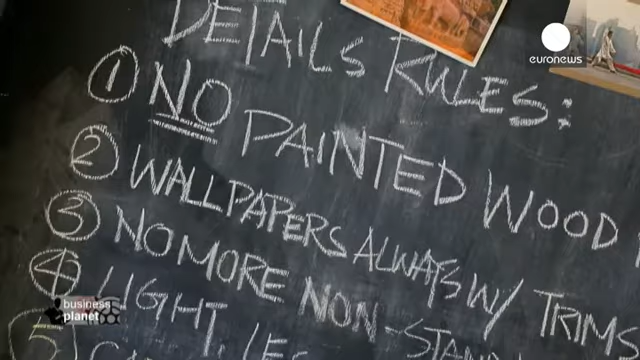 DETAILS RULES:
euronews
① NO PAINTED WOOD
② WALLPAPERS ALWAYS W/ TRIMS
③ NO MORE NON-STAND
④ LIGHT
business planet
⑤